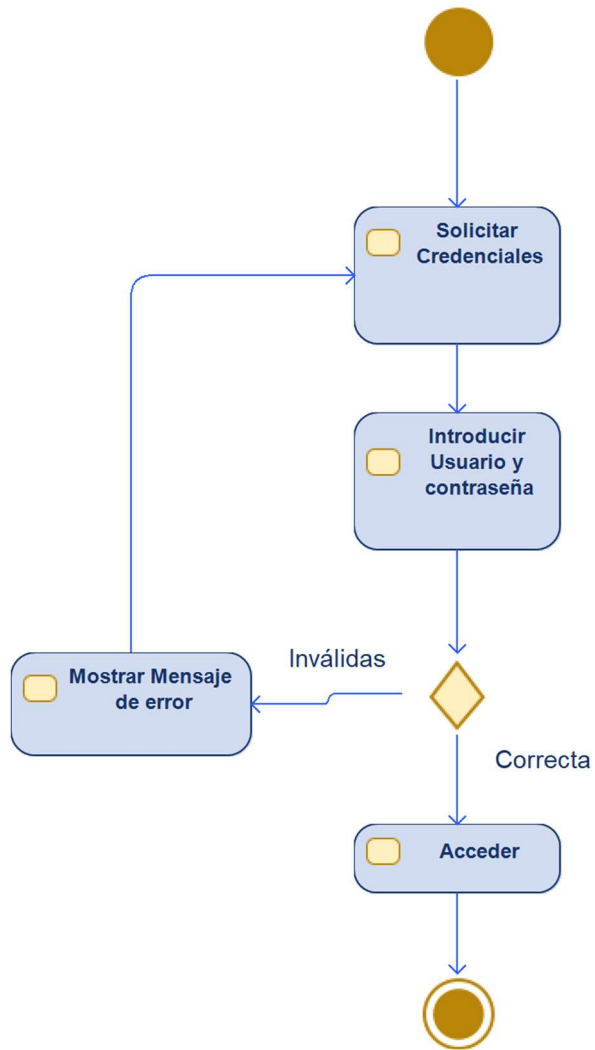 Solicitar
Credenciales
Introducir
Usuario y
contraseña
Inválidas
Mostrar Mensaje
de error
Correcta
Acceder